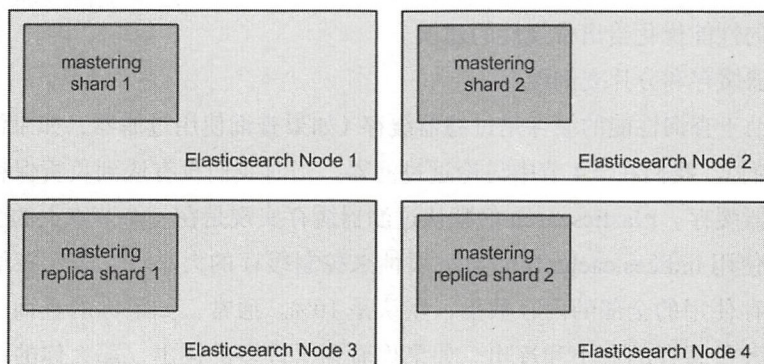 mastering
shard 1
Elasticsearch Node 1
mastering
shard 2
Elasticsearch Node 2
mastering
replica shard 1
Elasticsearch Node 3
mastering
replica shard 2
Elasticsearch Node 4